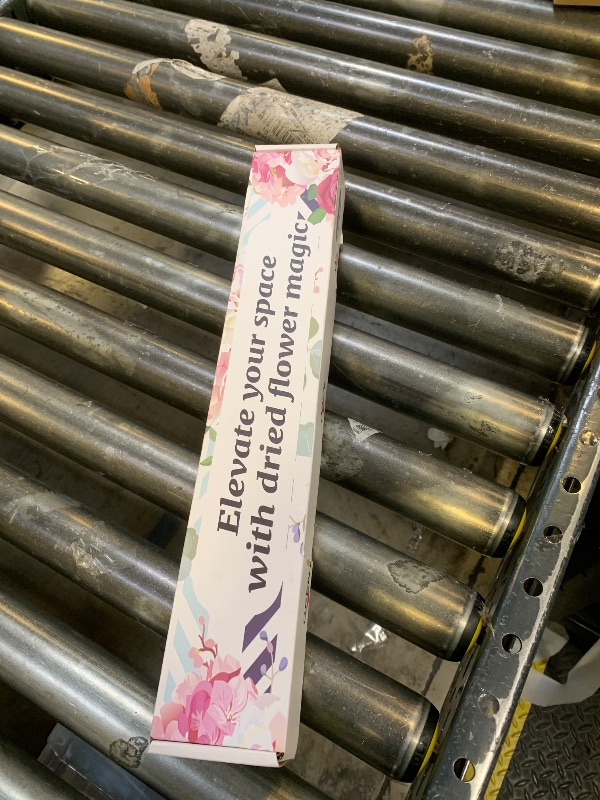 Elevate your space
with dried flower magic